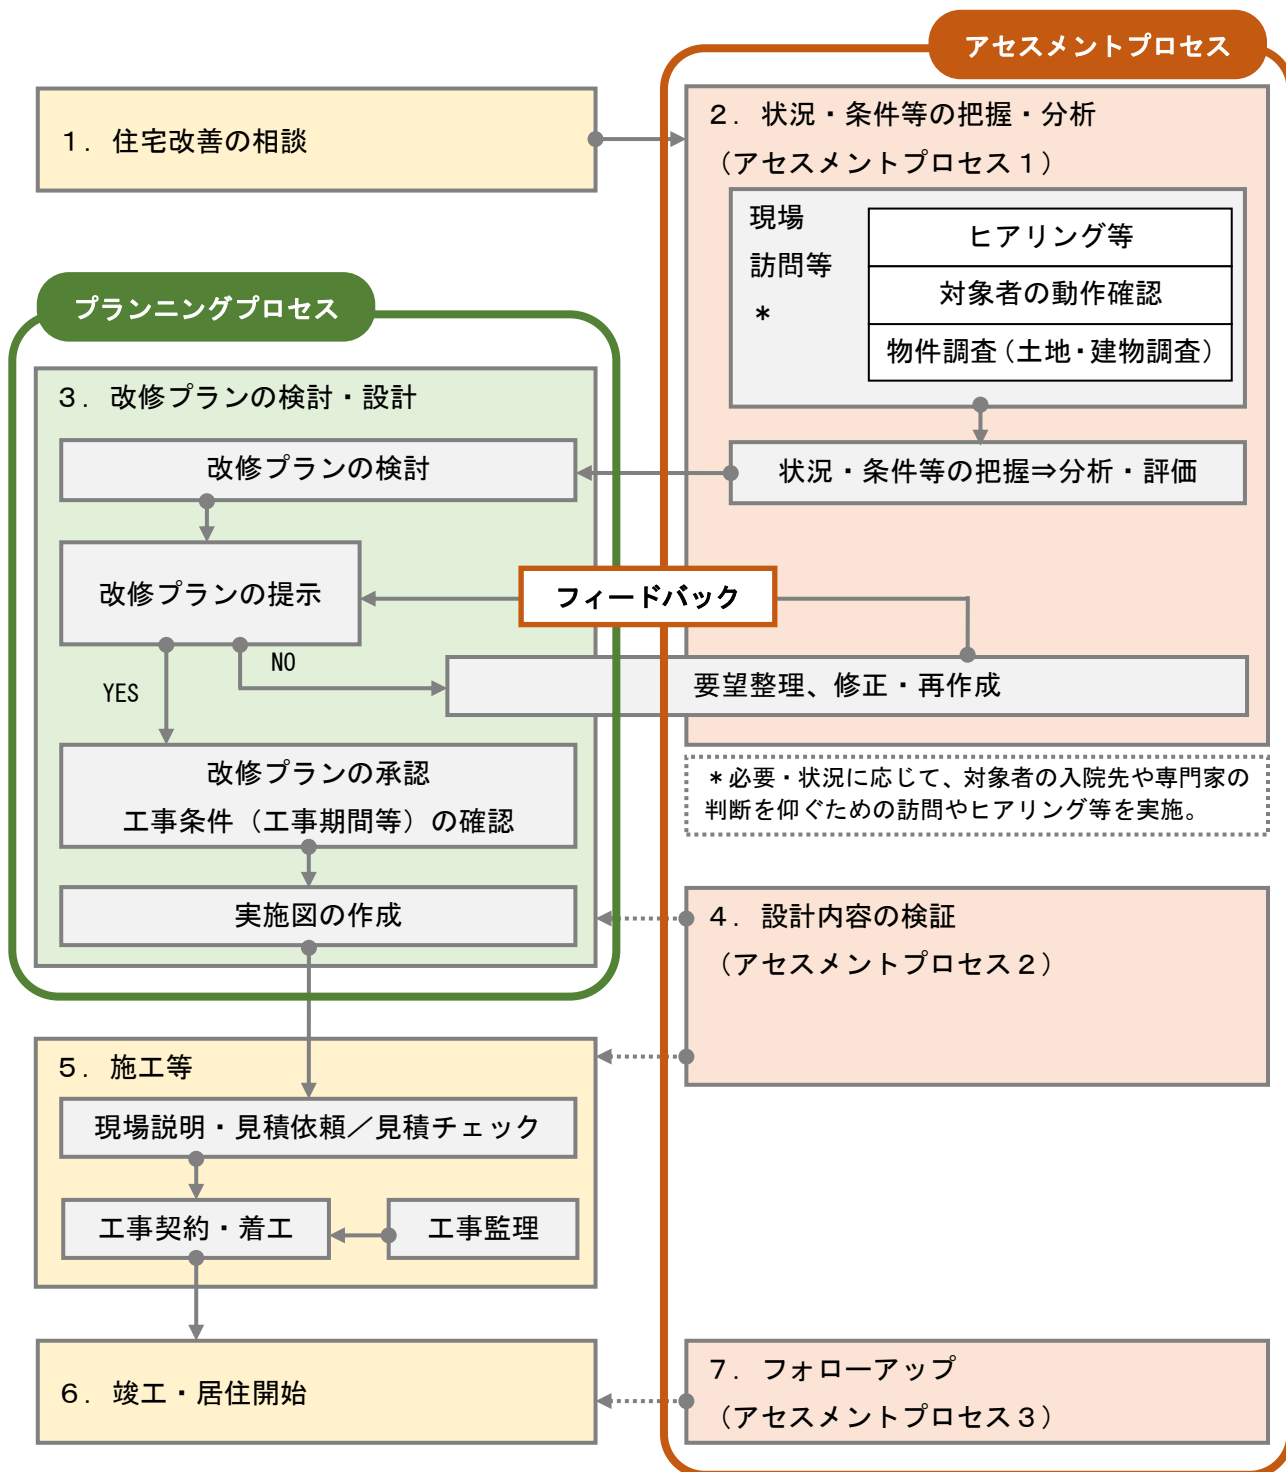 アセスメントプロセス
１．住宅改善の相談
２．状況・条件等の把握・分析
（アセスメントプロセス１）
現場
訪問等
＊
ヒアリング等
対象者の動作確認
物件調査（土地・建物調査）
状況・条件等の把握⇒分析・評価
プランニングプロセス
３．改修プランの検討・設計
改修プランの検討
改修プランの提示
フィードバック
NO
YES
要望整理、修正・再作成
改修プランの承認
工事条件（工事期間等）の確認
実施図の作成
＊必要・状況に応じて、対象者の入院先や専門家の
判断を仰ぐための訪問やヒアリング等を実施。
４．設計内容の検証
（アセスメントプロセス２）
５．施工等
現場説明・見積依頼／見積チェック
工事契約・着工
工事監理
６．竣工・居住開始
７．フォローアップ
（アセスメントプロセス３）